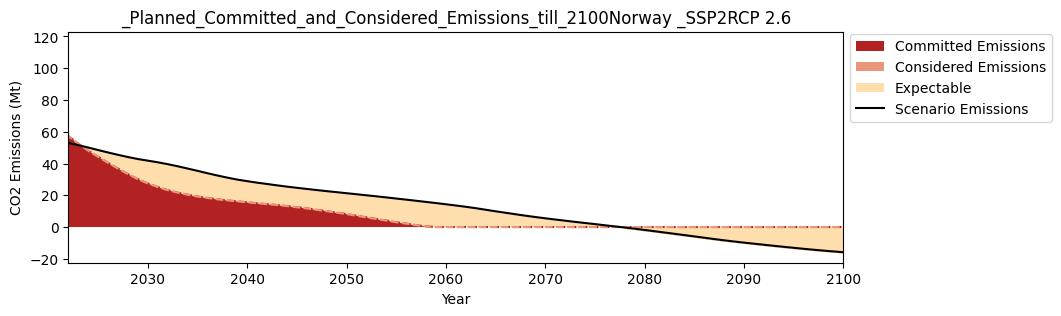 _Planned_Committed_and_Considered_Emissions_till_2100Norway _SSP2RCP 2.6
120
100
80
60
40
20
0
−20
CO2 Emissions (Mt)
2030 2040 2050 2060 2070 2080 2090 2100
Year
Committed Emissions
Considered Emissions
Expectable
Scenario Emissions